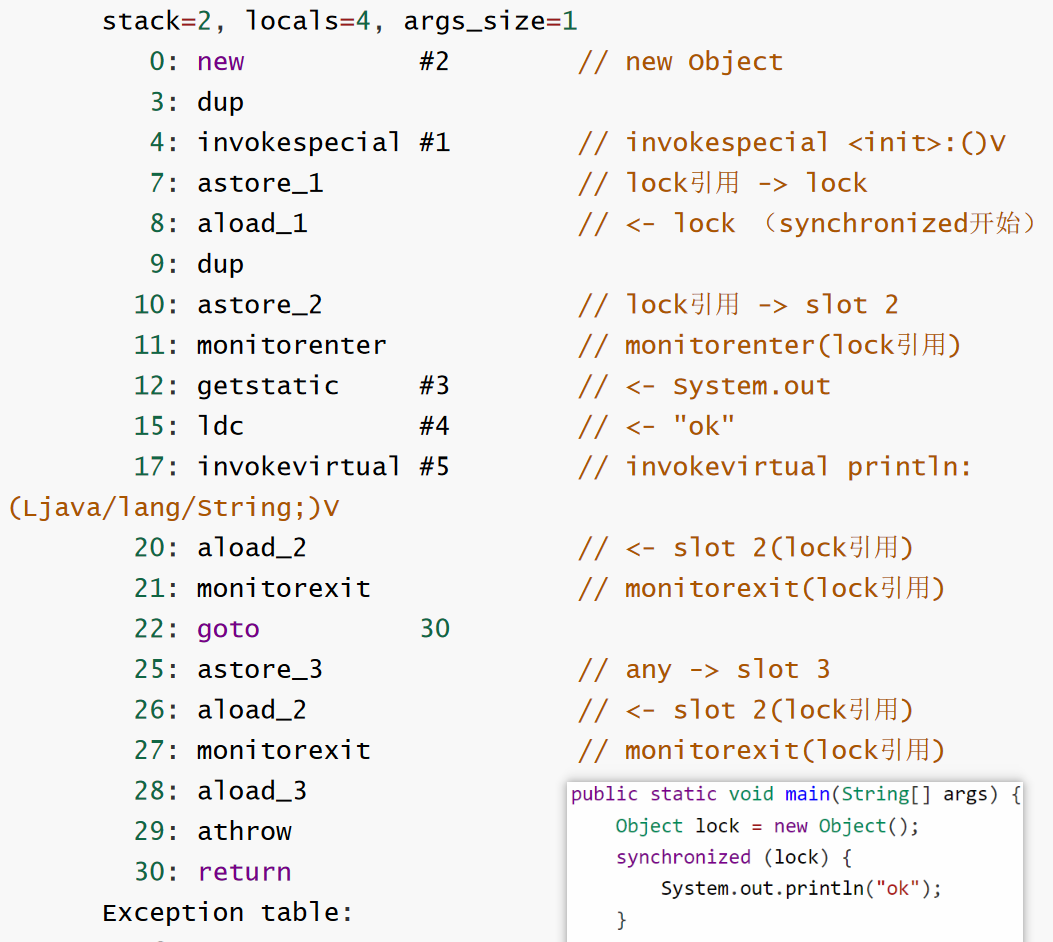 stack=2, locals=4, args_size=1
0: new #2 // new Object
3: dup
4: invokespecial #1 // invokespecial <init>:()V
7: astore_1 // lock引用 -> lock
8: aload_1 // <- lock （synchronized开始）
9: dup
10: astore_2 // lock引用 -> slot 2
11: monitorenter // monitorenter(lock引用)
12: getstatic #3 // <- System.out
15: ldc #4 // <- "ok"
17: invokevirtual #5 // invokevirtual println:
(Ljava/lang/String;)V
20: aload_2 // <- slot 2(lock引用)
21: monitorexit // monitorexit(lock引用)
22: goto 30
25: astore_3 // any -> slot 3
26: aload_2 // <- slot 2(lock引用)
27: monitorexit // monitorexit(lock引用)
28: aload_3
29: athrow
30: return
Exception table:
public static void main(String[] args) {
Object lock = new Object();
synchronized (lock) {
System.out.println("ok");
}